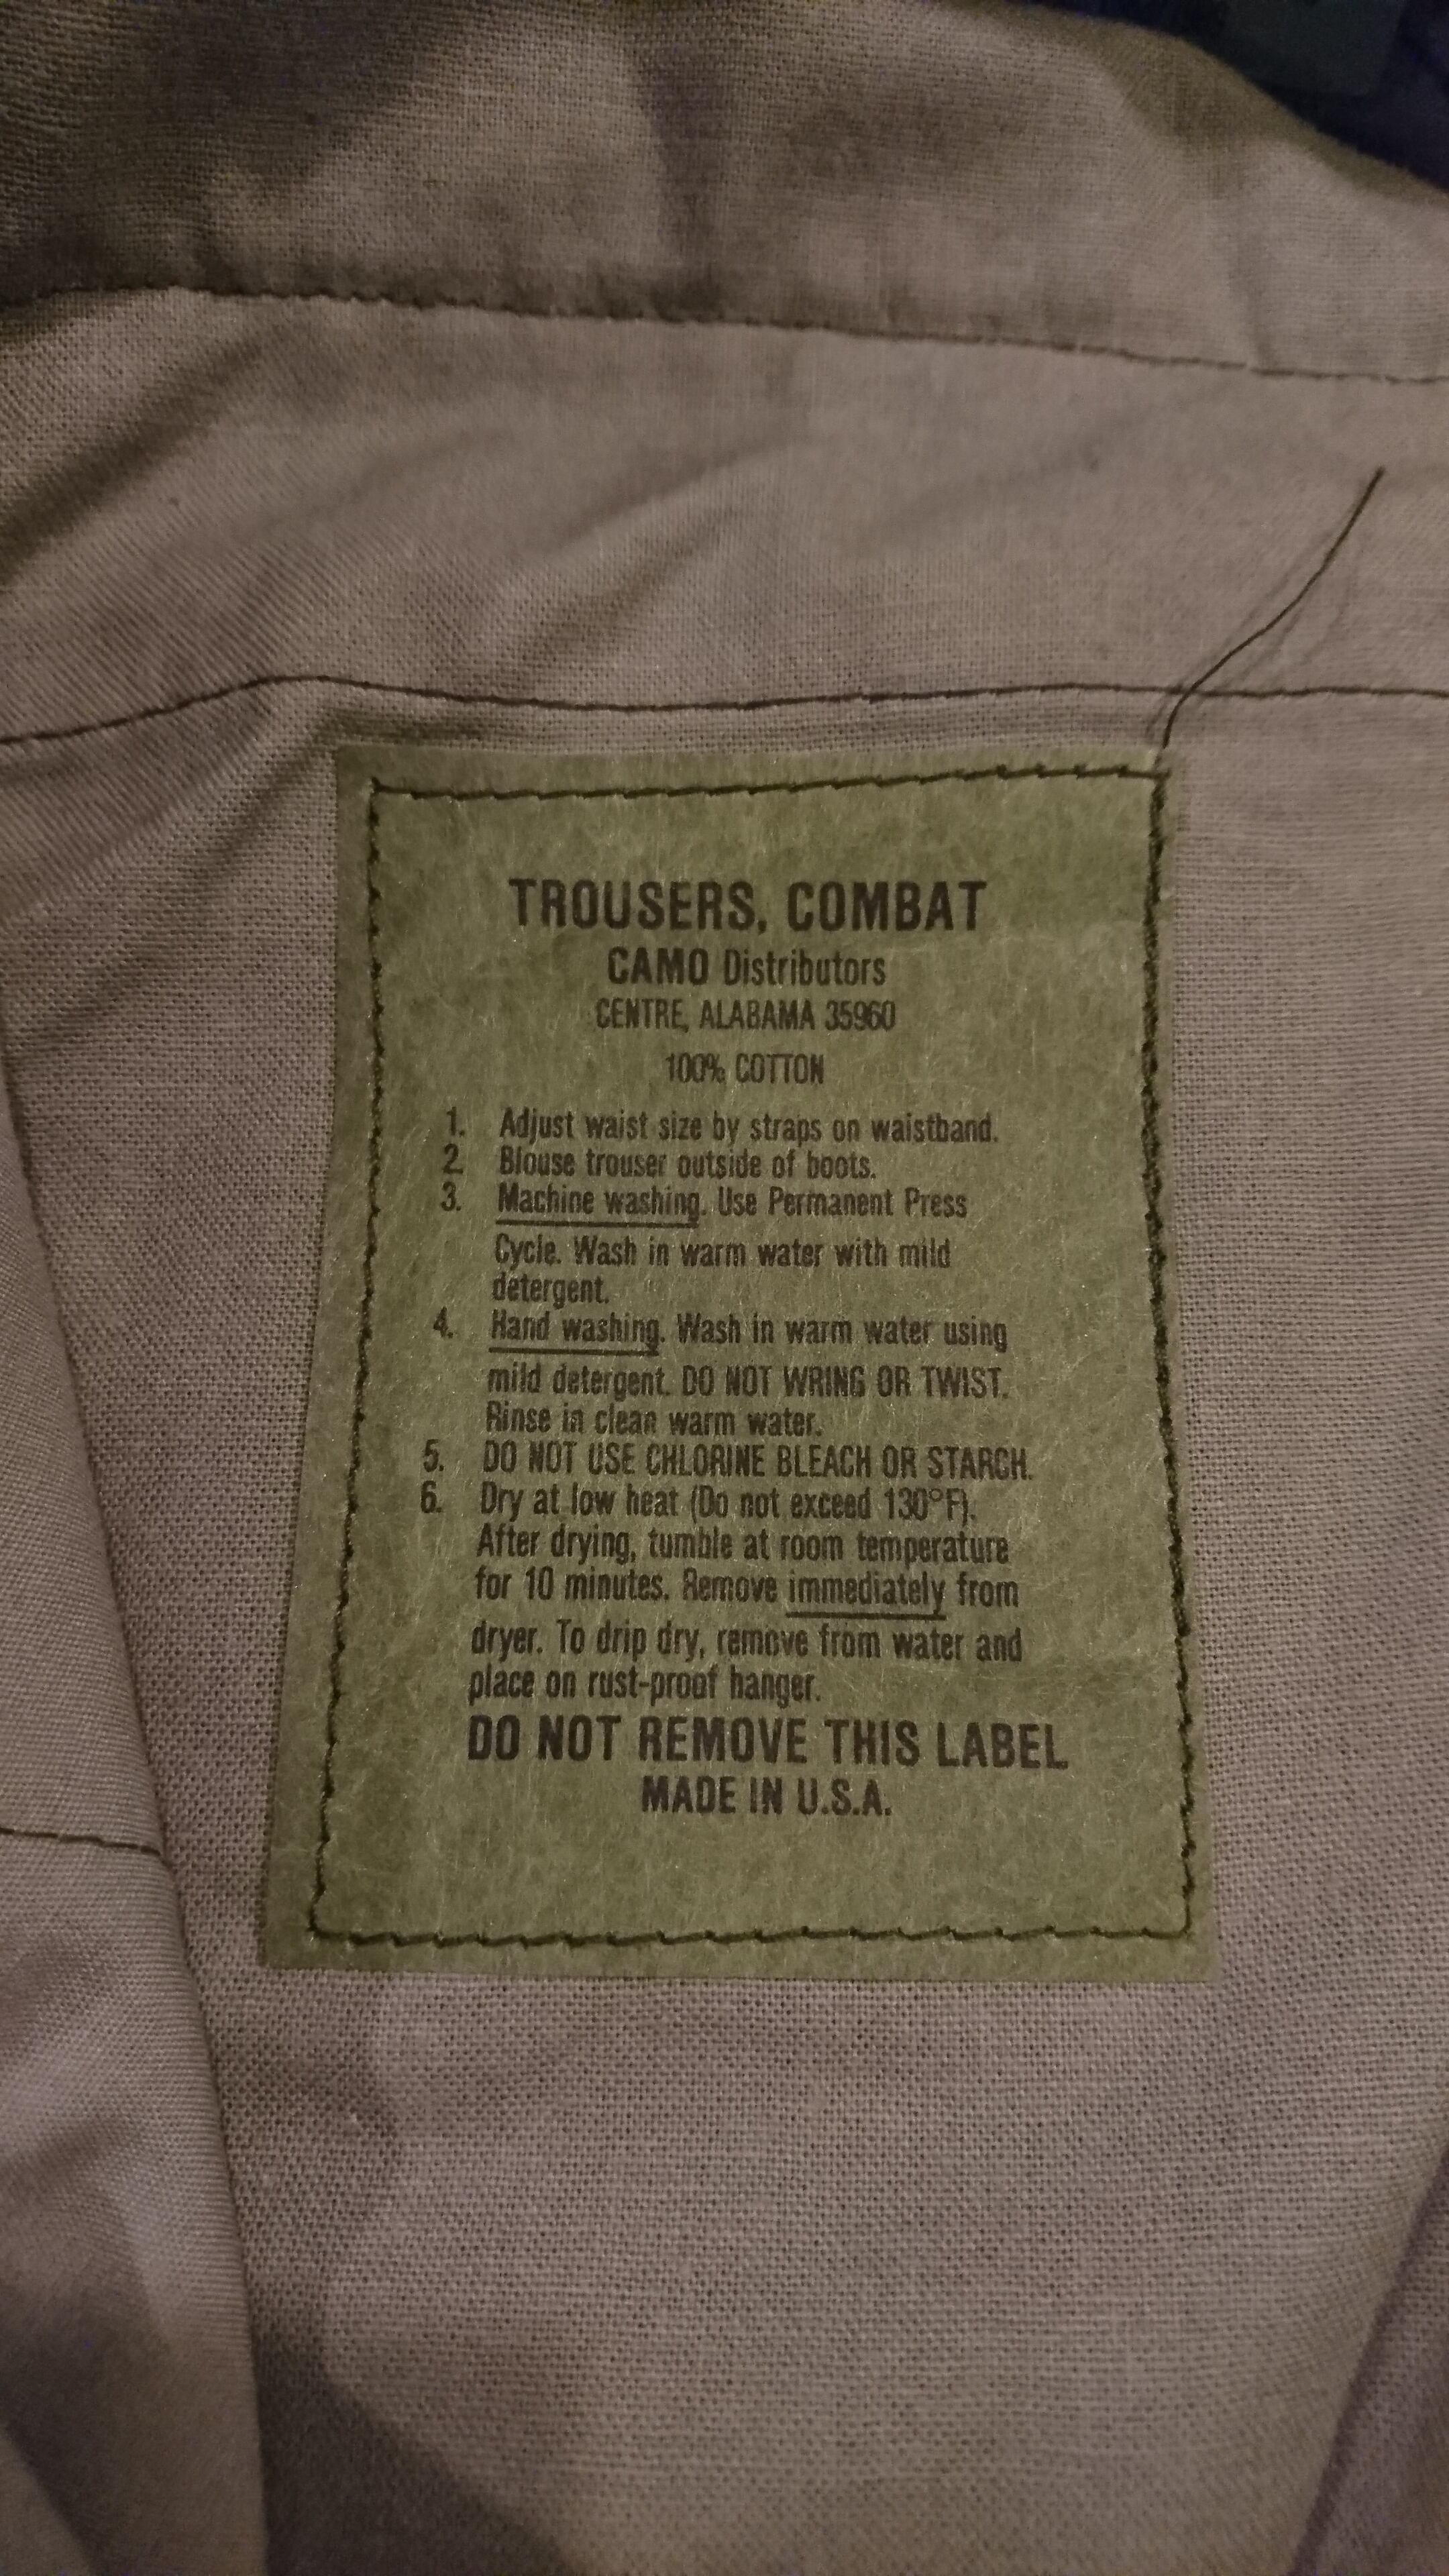 TROUSERS, COMBAT
CAMO Distributors
CENTRE, ALABAMA 35960
100% COTTON
1. Adjust waist size by straps on waistband.
2. Blouse trouser outside of boots.
3. Machine washing. Use Permanent Press
Cycle. Wash in warm water with mild
detergent.
4. Hand washing. Wash in warm water using
mild detergent. DO NOT WRING OR TWIST.
Rinse in clean warm water.
5. DO NOT USE CHLORINE BLEACH OR STARCH.
6. Dry at low heat (Do not exceed 130°F).
After drying, tumble at room temperature
for 10 minutes. Remove immediately from
dryer. To drip dry, remove from water and
place on rust-proof hanger.
DO NOT REMOVE THIS LABEL
MADE IN U.S.A.